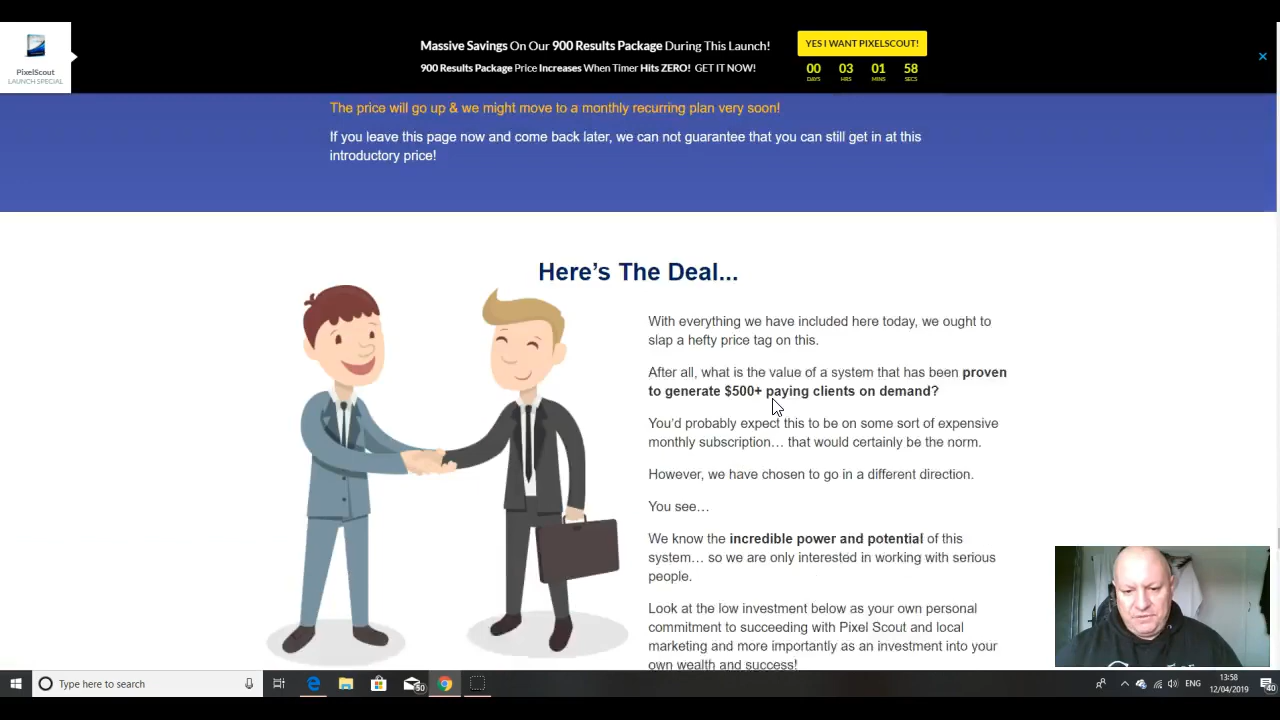 PixelScout
LAUNCH SPECIAL
Massive Savings On Our 900 Results Package During This Launch!
900 Results Package Price Increases When Timer Hits ZERO! GET IT NOW!
YES I WANT PIXELSCOUT!
00 03 01 58
DAYS HRS MINS SECS
The price will go up & we might move to a monthly recurring plan very soon!
If you leave this page now and come back later, we can not guarantee that you can still get in at this
introductory price!
Here's The Deal...
With everything we have included here today, we ought to
slap a hefty price tag on this.
After all, what is the value of a system that has been proven
to generate $500+ paying clients on demand?
You'd probably expect this to be on some sort of expensive
monthly subscription… that would certainly be the norm.
However, we have chosen to go in a different direction.
You see…
We know the incredible power and potential of this
system… so we are only interested in working with serious
people.
Look at the low investment below as your own personal
commitment to succeeding with Pixel Scout and local
marketing and more importantly as an investment into your
own wealth and success!
Type here to search
50
ENG
13:58
12/04/2019
40